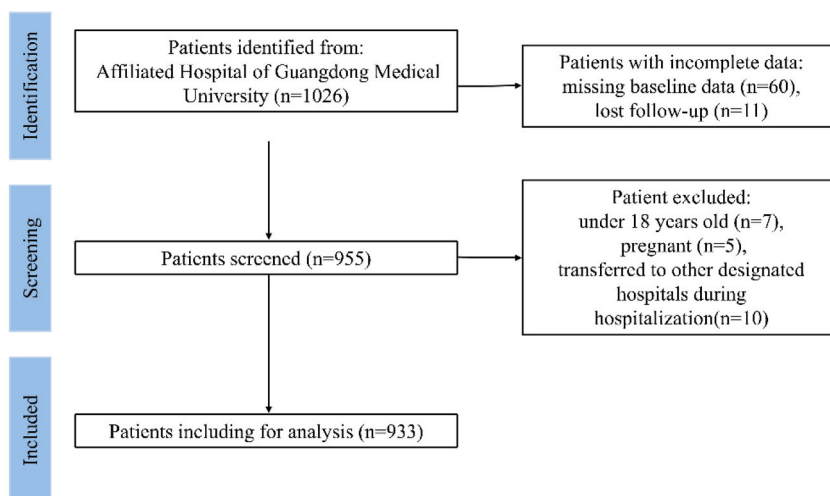 Identification
Patients identified from:
Affiliated Hospital of Guangdong Medical
University (n=1026)
Patients with incomplete data:
missing baseline data (n=60),
lost follow-up (n=11)
Screening
Patients screened (n=955)
Patient excluded:
under 18 years old (n=7),
pregnant (n=5),
transferred to other designated
hospitals during
hospitalization(n=10)
Included
Patients including for analysis (n=933)